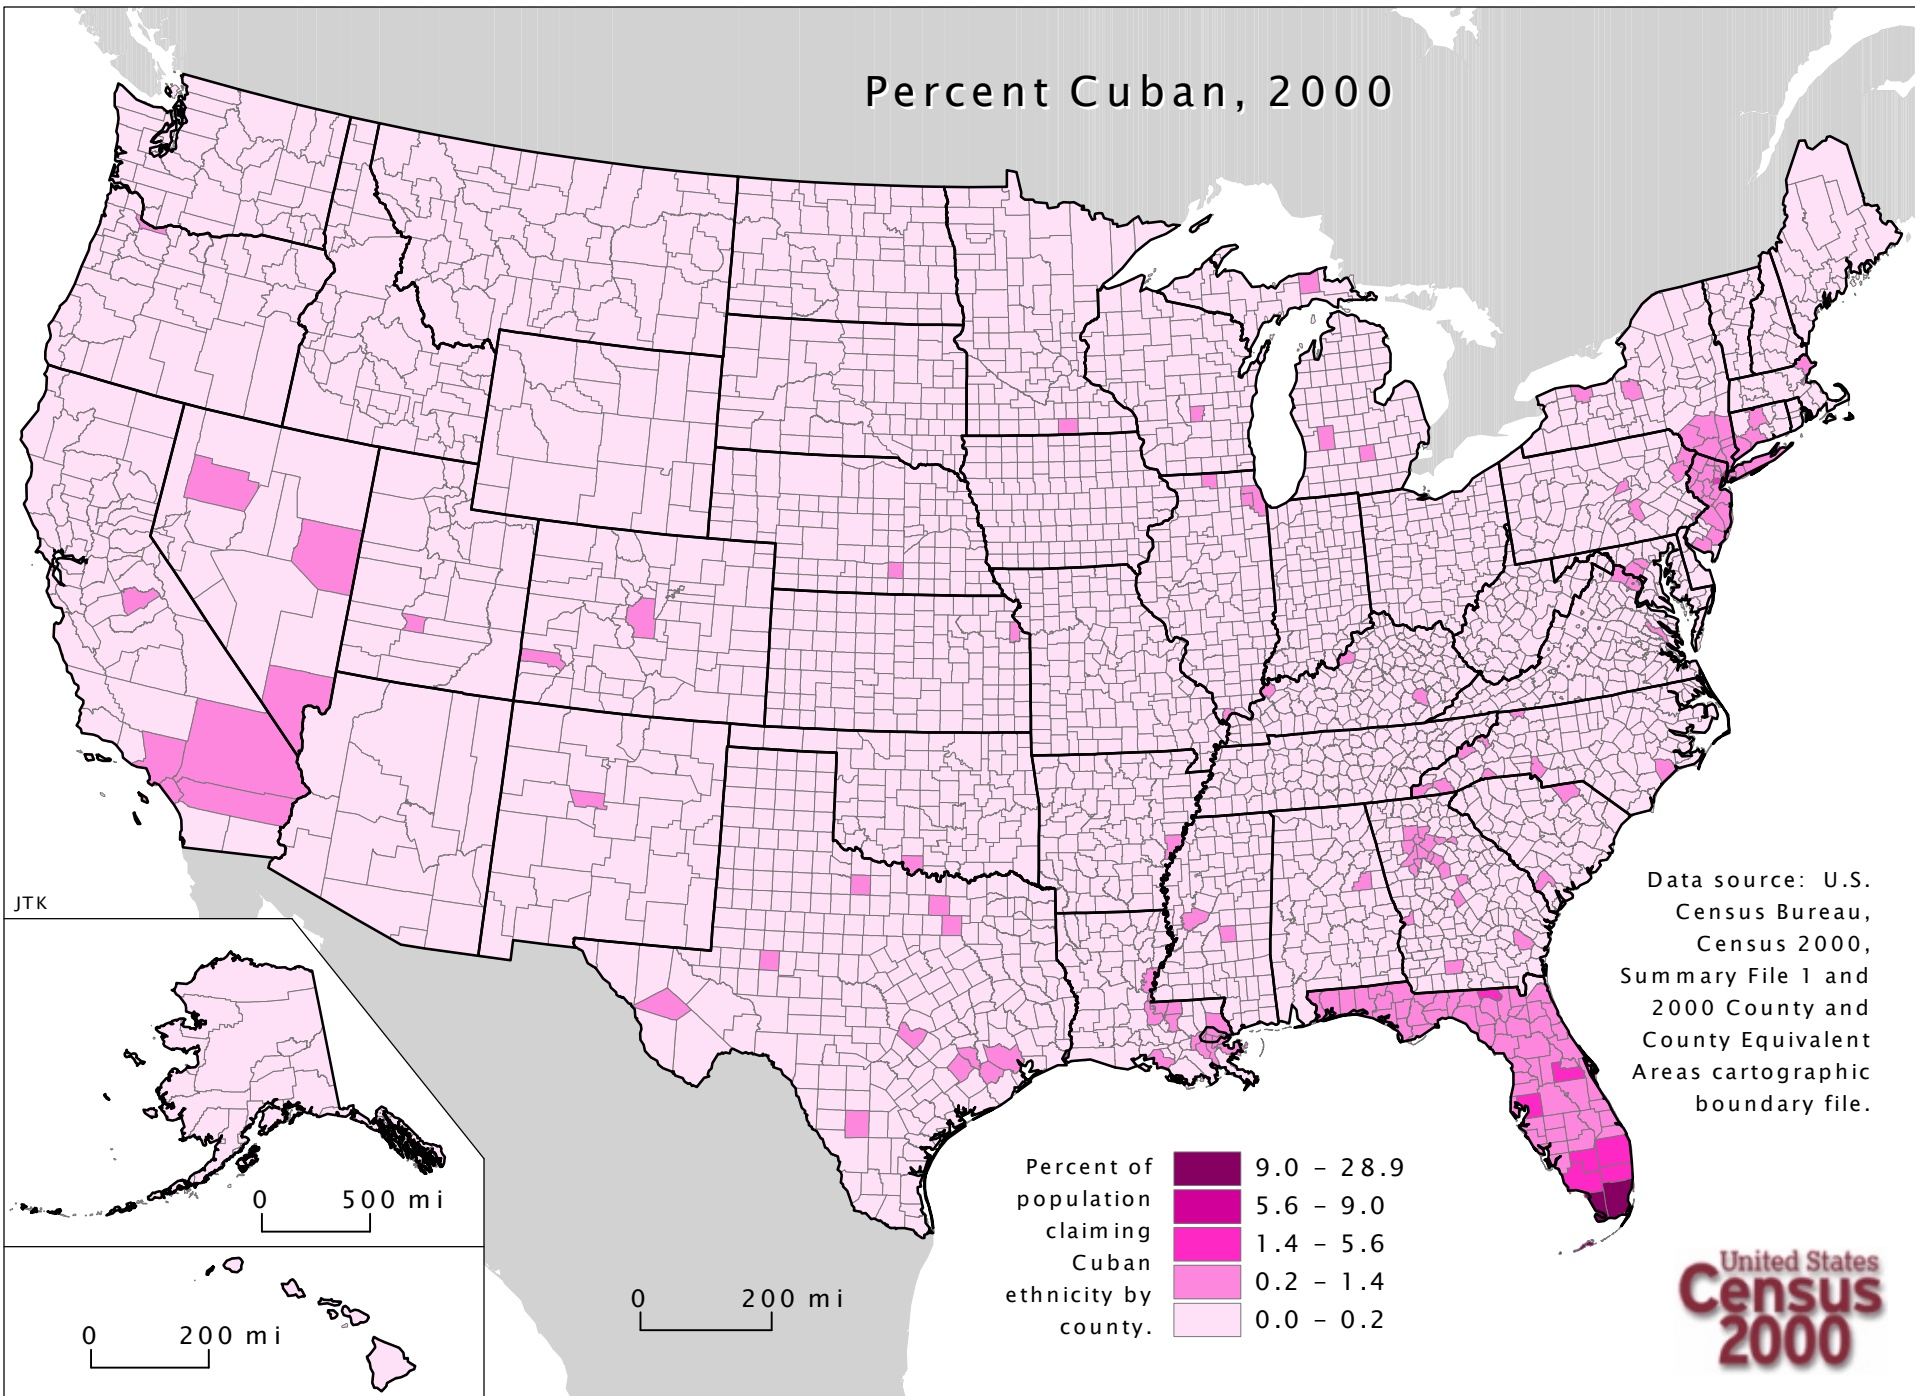 Percent Cuban, 2000
JTK
Data source: U.S.
Census Bureau,
Census 2000,
Summary File 1 and
2000 County and
County Equivalent
Areas cartographic
boundary file.
Percent of
population
claiming
Cuban
ethnicity by
county.
9.0 – 28.9
5.6 – 9.0
1.4 – 5.6
0.2 – 1.4
0.0 – 0.2
0 500 mi
0 200 mi
0 200 mi
United States
Census
2000